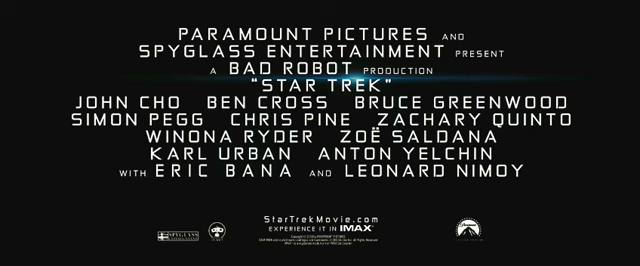 PARAMOUNT PICTURES AND
SPYGLASS ENTERTAINMENT PRESENT
A BAD ROBOT PRODUCTION
"STAR TREK"
JOHN CHO BEN CROSS BRUCE GREENWOOD
SIMON PEGG CHRIS PINE ZACHARY QUINTO
WINONA RYDER ZOË SALDANA
KARL URBAN ANTON YELCHIN
WITH ERIC BANA AND LEONARD NIMOY
StarTrekMovie.com
EXPERIENCE IT IN IMAX
SPYGLASS